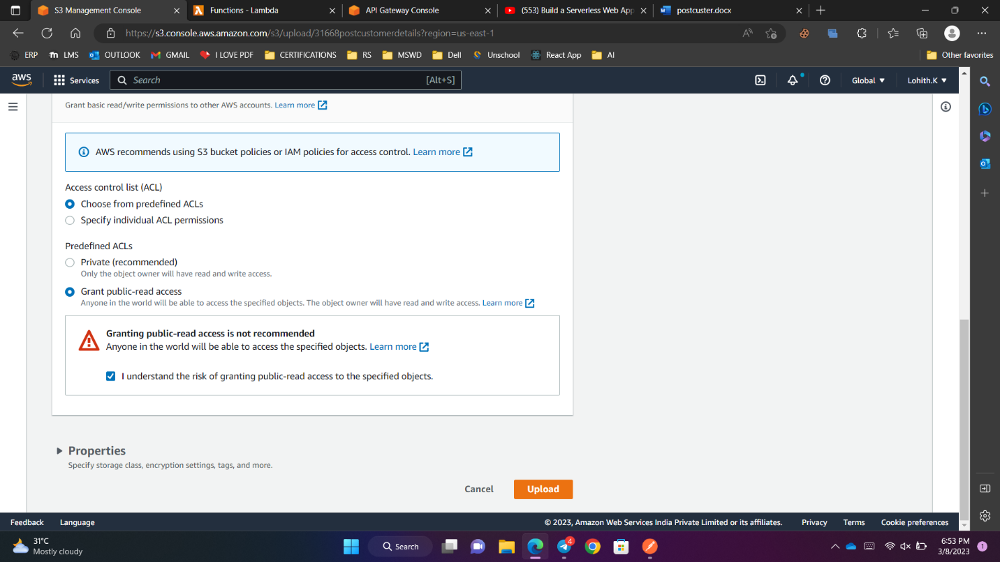 S3 Management Console
Functions - Lambda
API Gateway Console
(553) Build a Serverless Web App
postcuster.docx
https://s3.console.aws.amazon.com/s3/upload/31668postcustomerdetails?region=us-east-1
ERP
LMS
OUTLOOK
GMAIL
I LOVE PDF
CERTIFICATIONS
RS
MSWD
Dell
Unschool
React App
AI
Other favorites
aws
Services
Search
[Alt+S]
Global
Lohith.K
Grant basic read/write permissions to other AWS accounts. Learn more
AWS recommends using S3 bucket policies or IAM policies for access control. Learn more
Access control list (ACL)
Choose from predefined ACLs
Specify individual ACL permissions
Predefined ACLs
Private (recommended)
Only the object owner will have read and write access.
Grant public-read access
Anyone in the world will be able to access the specified objects. The object owner will have read and write access. Learn more
Granting public-read access is not recommended
Anyone in the world will be able to access the specified objects. Learn more
I understand the risk of granting public-read access to the specified objects.
Properties
Specify storage class, encryption settings, tags, and more.
Cancel
Upload
Feedback
Language
© 2023, Amazon Web Services India Private Limited or its affiliates.
Privacy
Terms
Cookie preferences
31°C
Mostly cloudy
Search
4
6:53 PM
3/8/2023
1